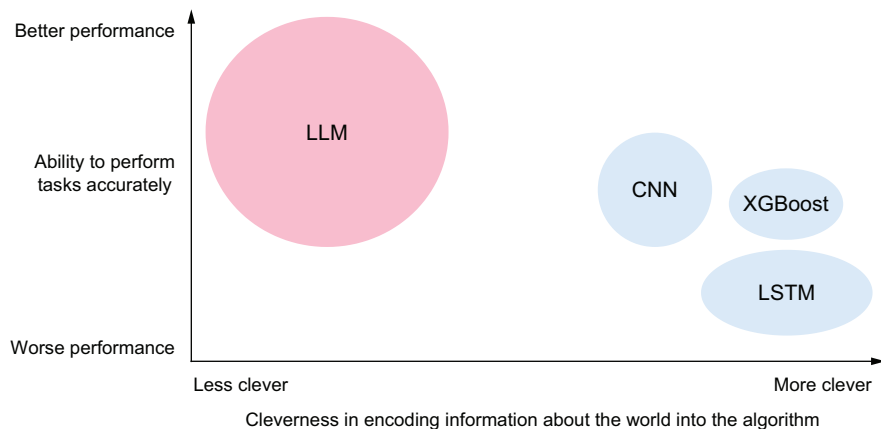 Better performance
LLM
Ability to perform
tasks accurately
CNN
XGBoost
LSTM
Worse performance
Less clever
More clever
Cleverness in encoding information about the world into the algorithm